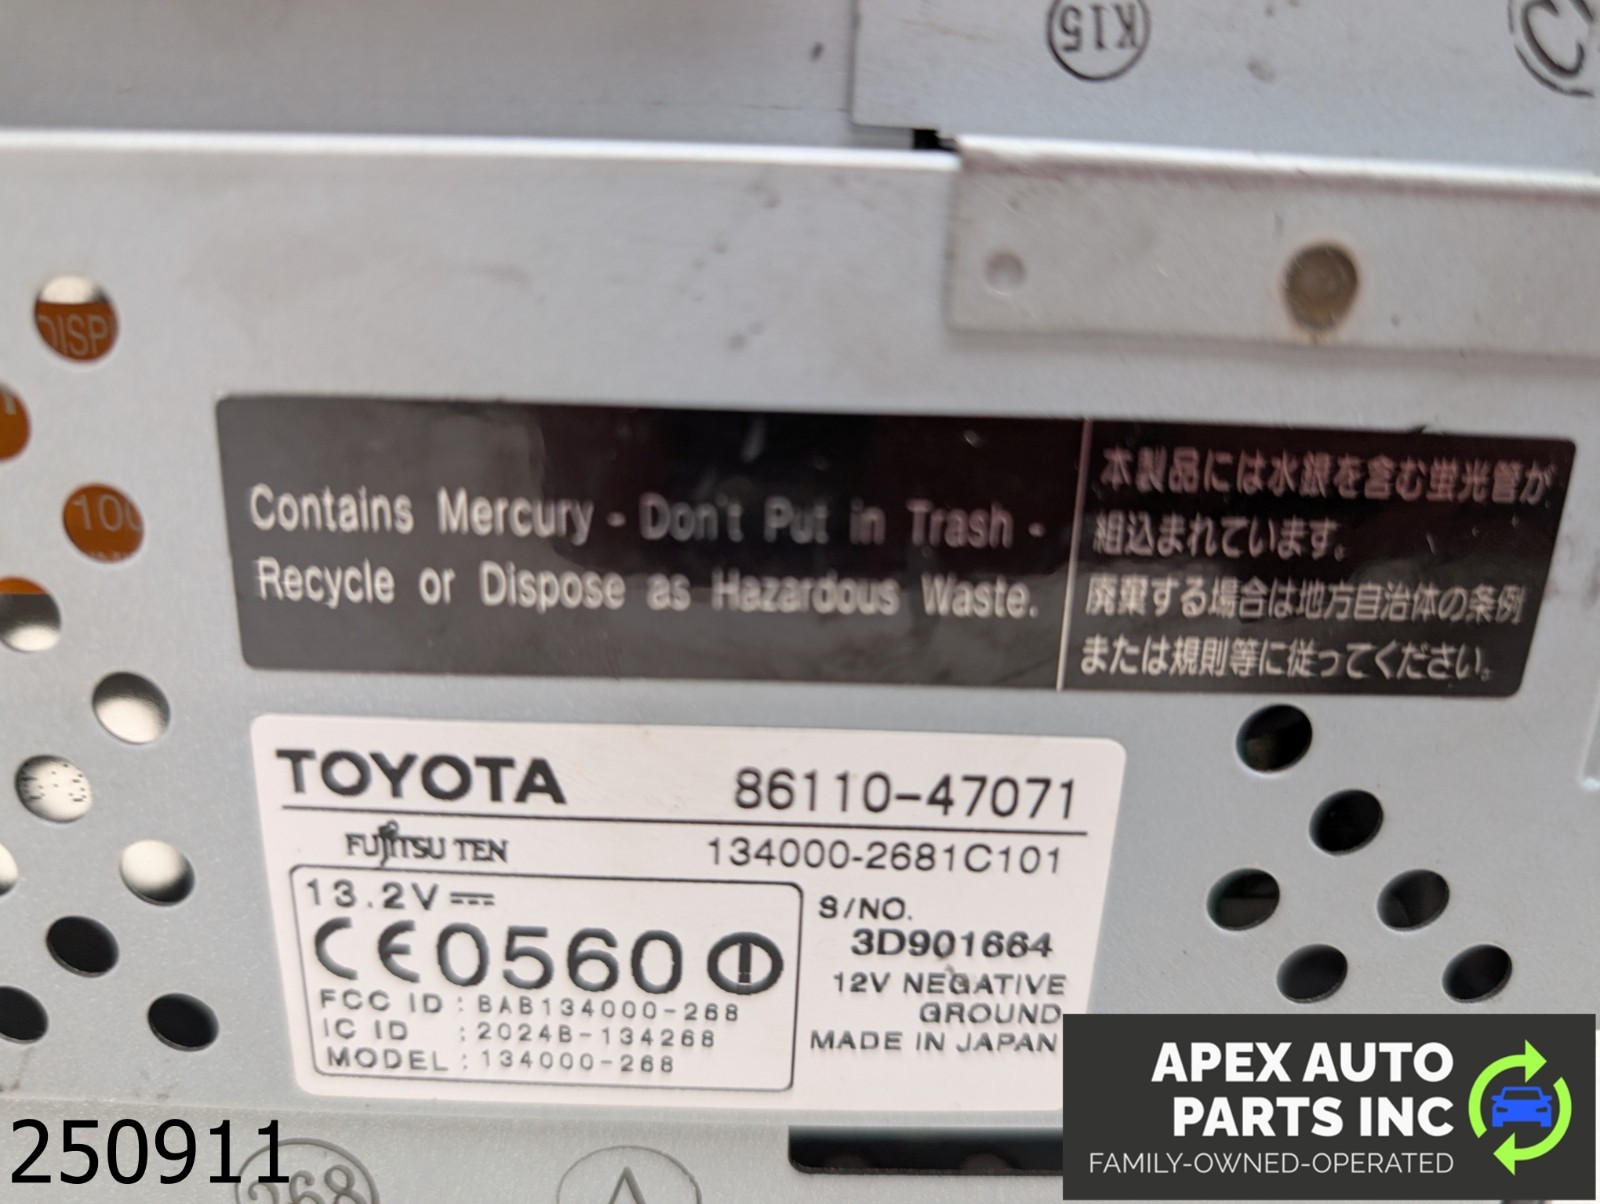 K15
DISP
100
Contains Mercury - Don't Put in Trash -
Recycle or Dispose as Hazardous Waste.
本製品には水銀を含む蛍光管が
組込まれています。
廃棄する場合は地方自治体の条例
または規則等に従ってください。
TOYOTA 86110-47071
FUJITSU TEN 134000-2681C101
13.2V
CE0560
FCC ID : BAB134000-268
IC ID : 2024B-134268
MODEL : 134000-268
S/NO.
3D901664
12V NEGATIVE
GROUND
MADE IN JAPAN
APEX AUTO
PARTS INC
FAMILY-OWNED-OPERATED
250911
268
A